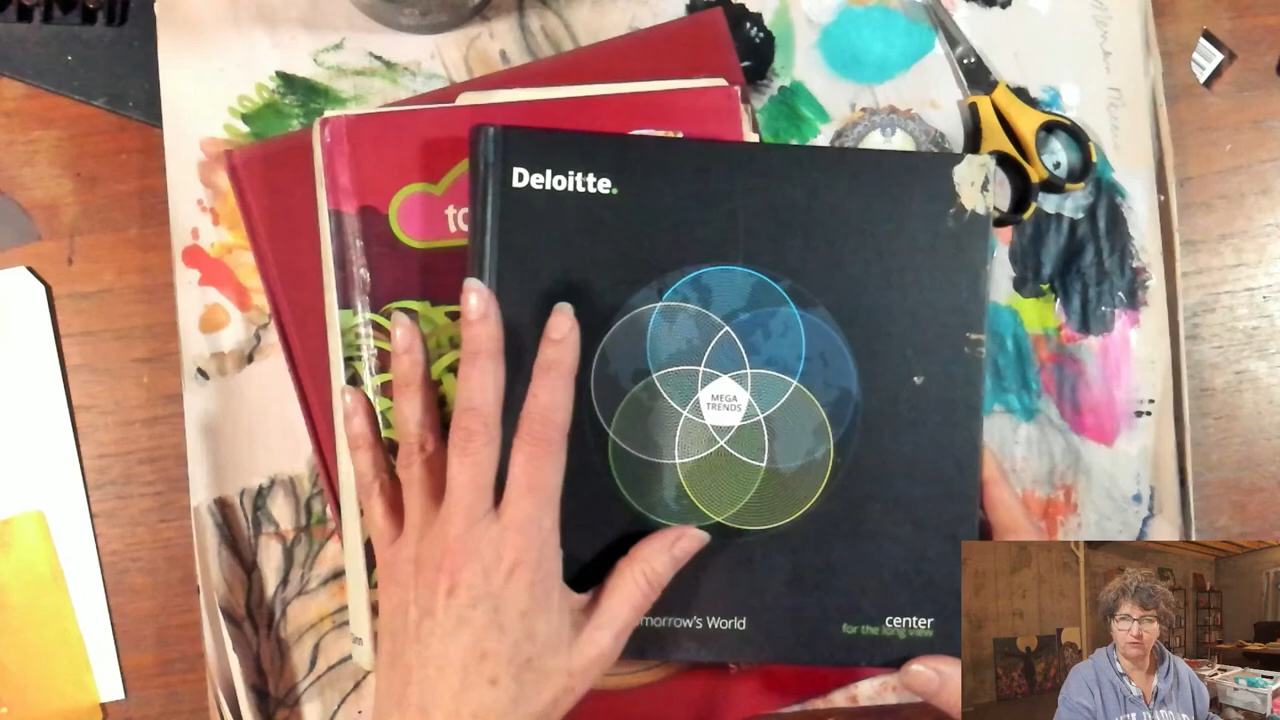 Deloitte.
to
MEGA
TRENDS
morrow's World
center
for the long view